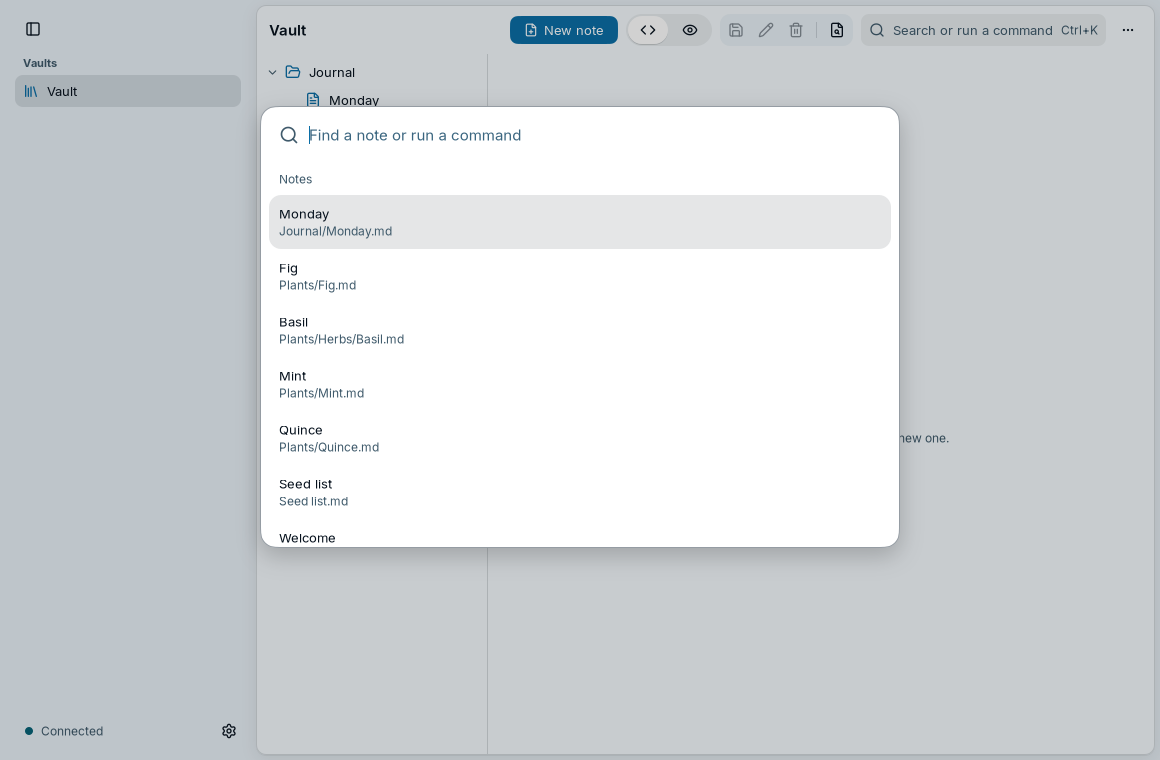 Vault
New note
Search or run a command Ctrl+K
Vaults
Vault
Journal
Monday
Find a note or run a command
Notes
Monday
Journal/Monday.md
Fig
Plants/Fig.md
Basil
Plants/Herbs/Basil.md
Mint
Plants/Mint.md
Quince
Plants/Quince.md
new one.
Seed list
Seed list.md
Welcome
Connected